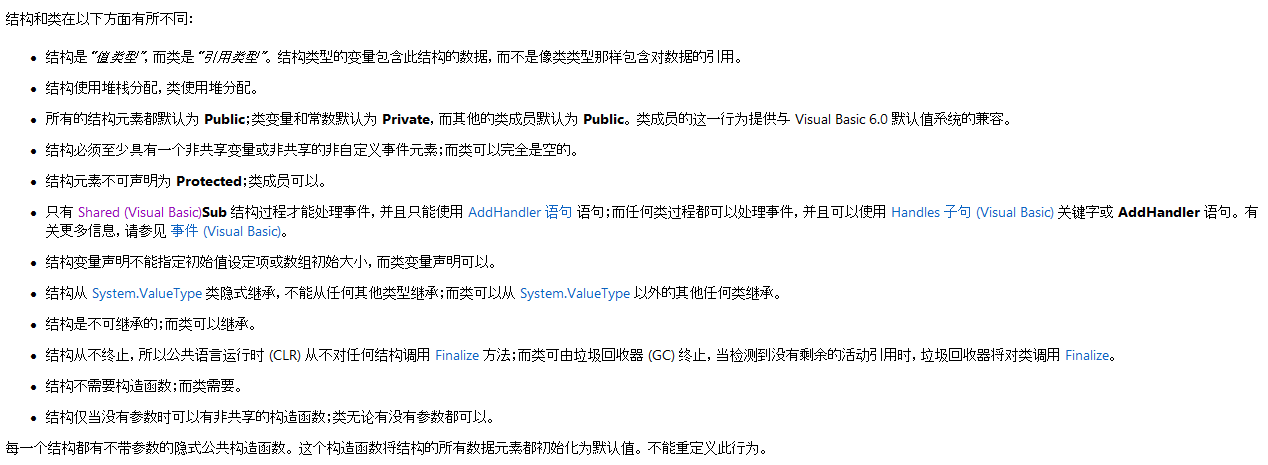 结构和类在以下方面有所不同：
• 结构是“值类型”，而类是“引用类型”。结构类型的变量包含此结构的数据，而不是像类类型那样包含对数据的引用。
• 结构使用堆栈分配，类使用堆分配。
• 所有的结构元素都默认为 Public；类变量和常数默认为 Private，而其他的类成员默认为 Public。类成员的这一行为提供与 Visual Basic 6.0 默认值系统的兼容。
• 结构必须至少具有一个非共享变量或非共享的非自定义事件元素；而类可以完全是空的。
• 结构元素不可声明为 Protected；类成员可以。
• 只有 Shared (Visual Basic)Sub 结构过程才能处理事件，并且只能使用 AddHandler 语句 语句；而任何类过程都可以处理事件，并且可以使用 Handles 子句 (Visual Basic) 关键字或 AddHandler 语句。有
关更多信息，请参见 事件 (Visual Basic)。
• 结构变量声明不能指定初始值设定项或数组初始大小，而类变量声明可以。
• 结构从 System.ValueType 类隐式继承，不能从任何其他类型继承；而类可以从 System.ValueType 以外的其他任何类继承。
• 结构是不可继承的；而类可以继承。
• 结构从不终止，所以公共语言运行时 (CLR) 从不对任何结构调用 Finalize 方法；而类可由垃圾回收器 (GC) 终止，当检测到没有剩余的活动引用时，垃圾回收器将对类调用 Finalize。
• 结构不需要构造函数；而类需要。
• 结构仅当没有参数时可以有非共享的构造函数；类无论有没有参数都可以。
每一个结构都有不带参数的隐式公共构造函数。这个构造函数将结构的所有数据元素都初始化为默认值。不能重定义此行为。